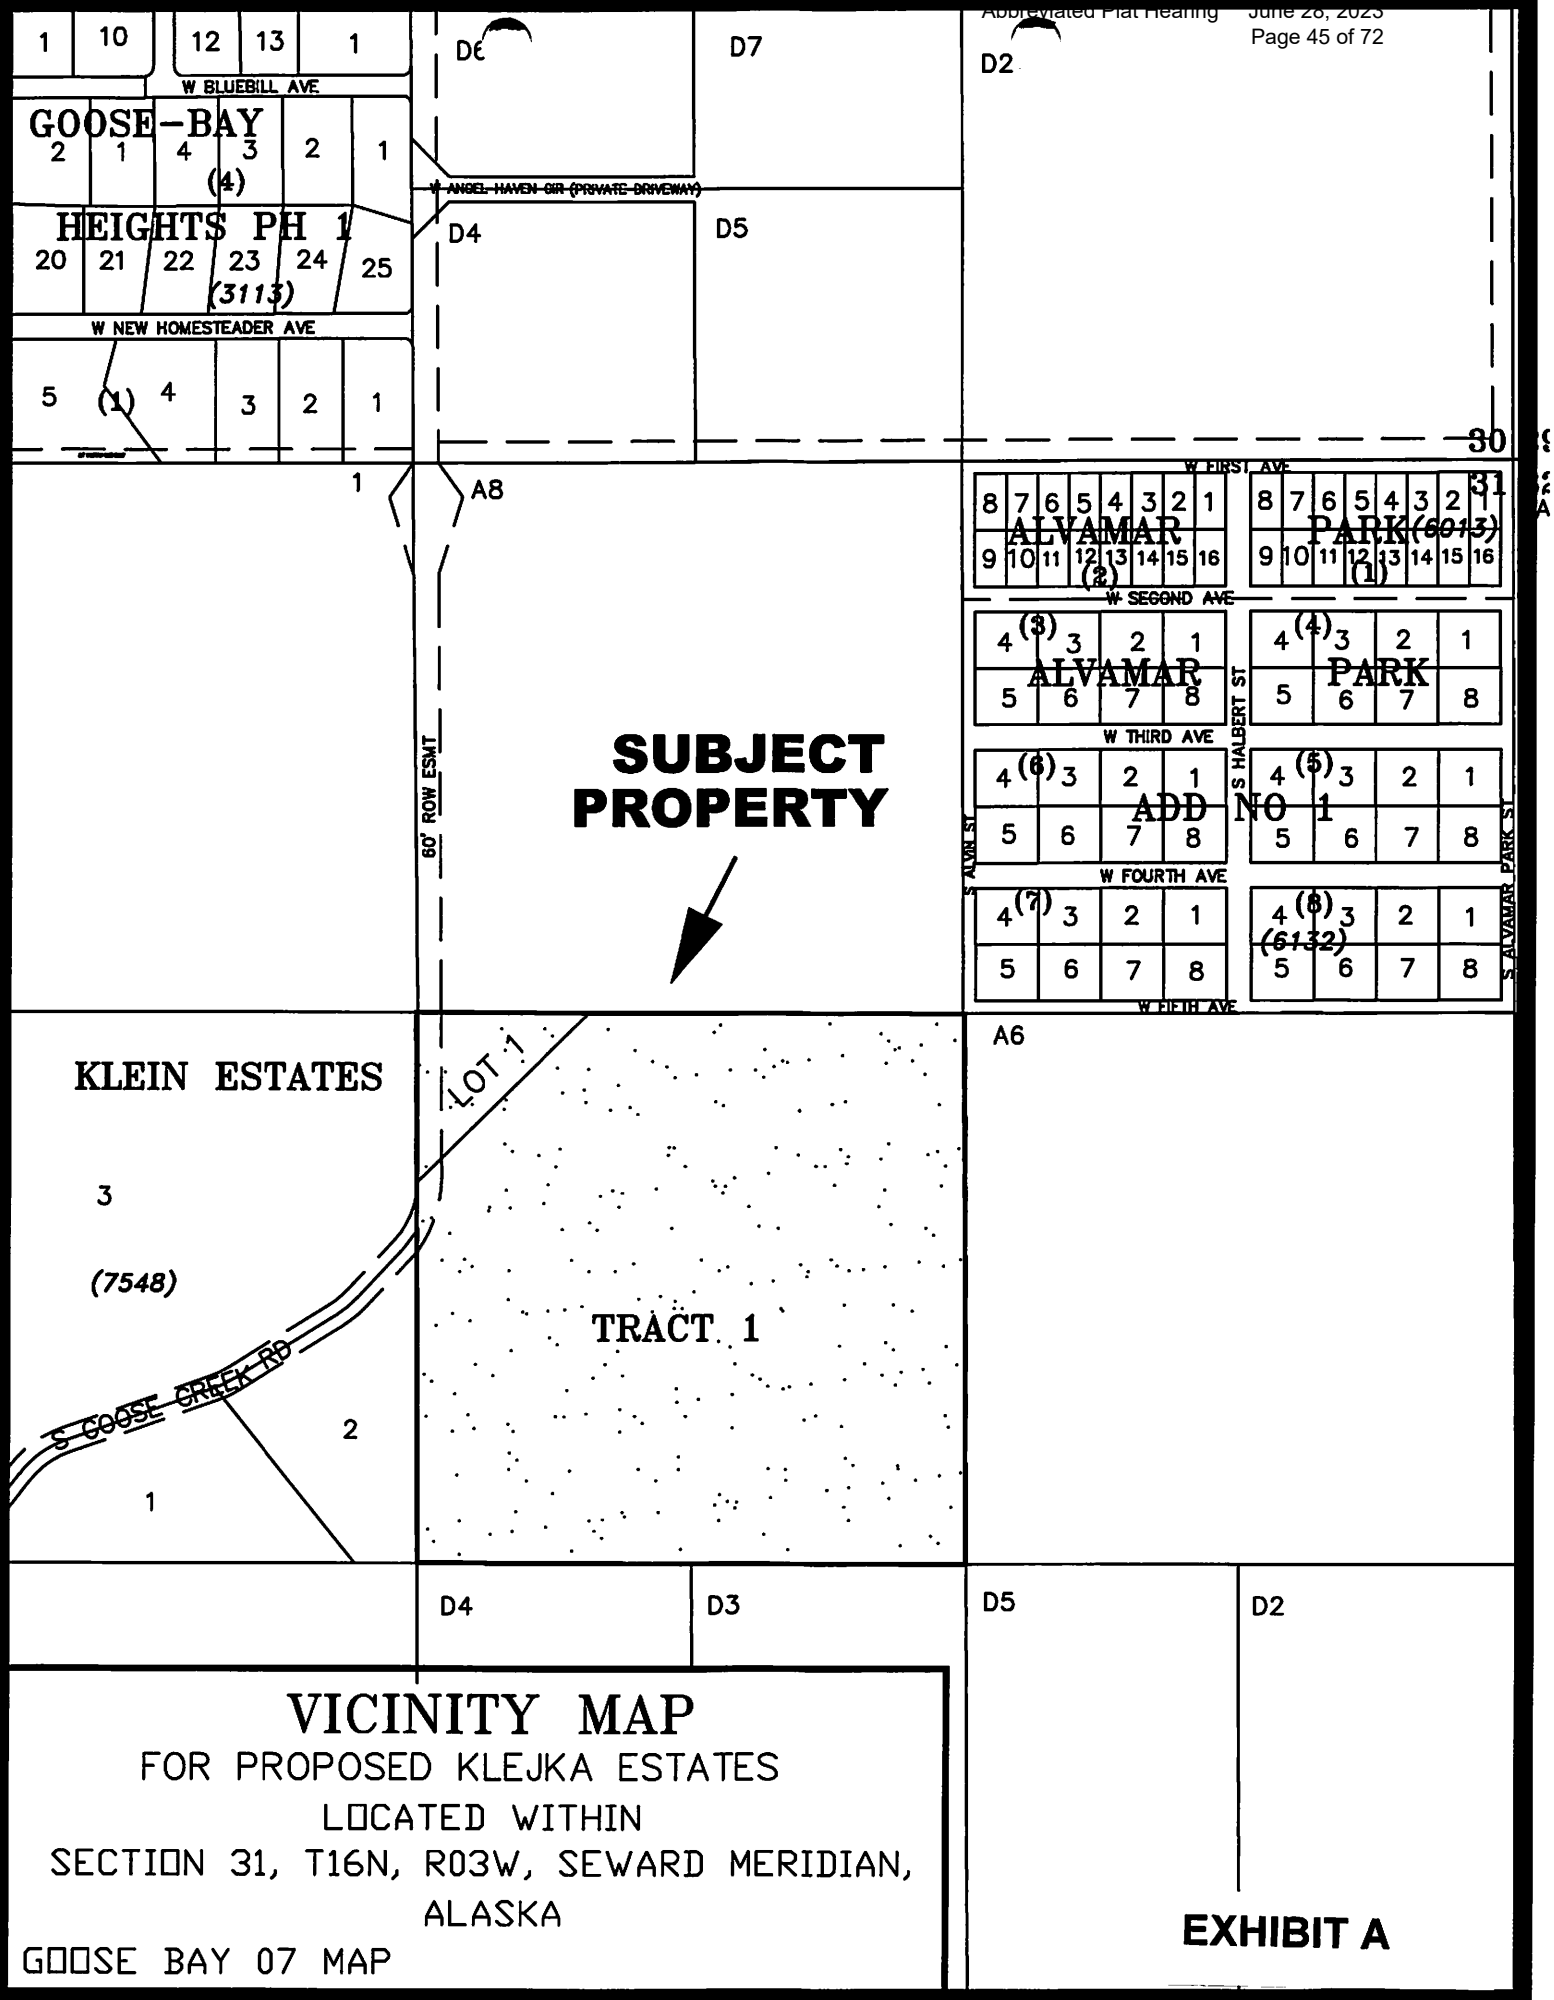 Abbreviated Plat Hearing June 28, 2023
Page 45 of 72
1 10 12 13 1
D6
D7
D2
W BLUEBILL AVE
GOOSE-BAY
2 1 4 3 2 1
(4)
W ANGEL HAVEN CIR (PRIVATE DRIVEWAY)
HEIGHTS PH 1
D4
D5
20 21 22 23 24 25
(3113)
W NEW HOMESTEADER AVE
5 (1) 4 3 2 1
30
W FIRST AVE
31
1
A8
8 7 6 5 4 3 2 1
8 7 6 5 4 3 2 1
ALVAMAR PARK (6013)
9 10 11 12 13 14 15 16
9 10 11 12 13 14 15 16
(2)
(1)
W SECOND AVE
4 (3) 3 2 1
4 (4) 3 2 1
ALVAMAR PARK
5 6 7 8
5 6 7 8
S HALBERT ST
W THIRD AVE
SUBJECT
PROPERTY
60' ROW ESMT
4 (6) 3 2 1
4 (5) 3 2 1
ADD NO 1
5 6 7 8
5 6 7 8
S ALVIN ST
S ALVAMAR PARK ST
W FOURTH AVE
4 (7) 3 2 1
4 (8) 3 2 1
(6132)
5 6 7 8
5 6 7 8
W FIFTH AVE
A6
LOT 1
KLEIN ESTATES
3
(7548)
TRACT 1
S GOOSE CREEK RD
2
1
D4
D3
D5
D2
VICINITY MAP
FOR PROPOSED KLEJKA ESTATES
LOCATED WITHIN
SECTION 31, T16N, R03W, SEWARD MERIDIAN,
ALASKA
GOOSE BAY 07 MAP
EXHIBIT A